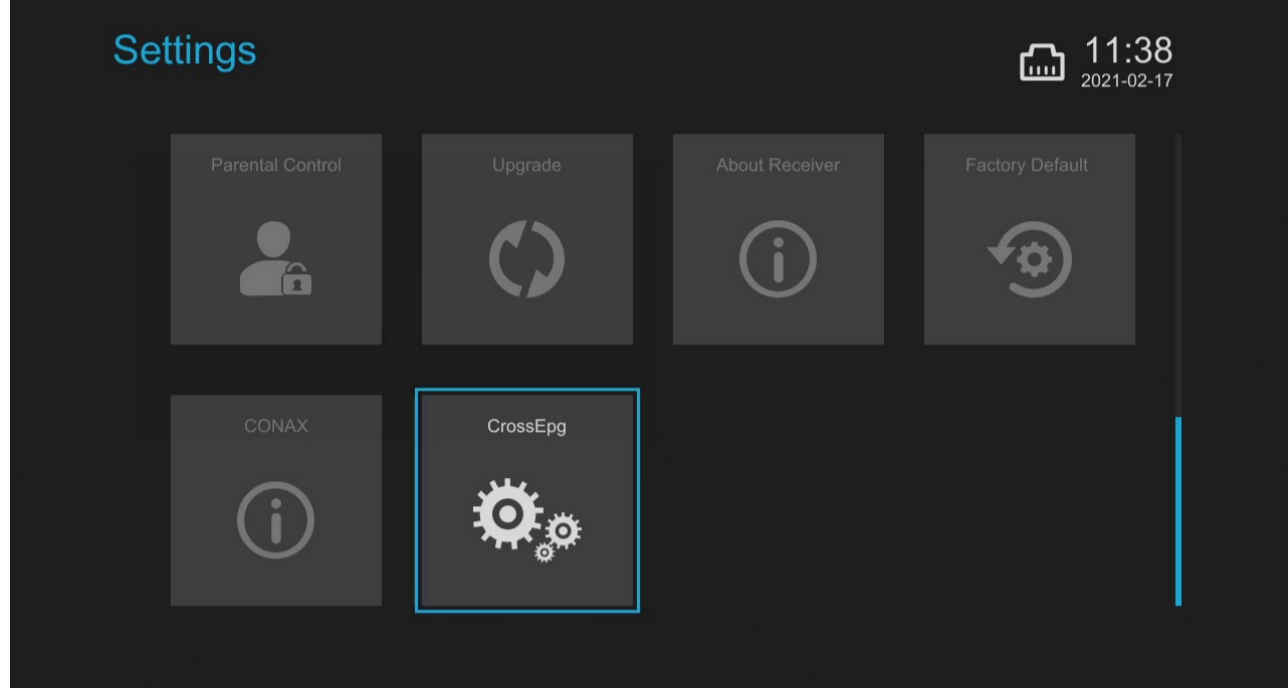 Settings
11:38
2021-02-17
Parental Control
Upgrade
About Receiver
Factory Default
CONAX
CrossEpg